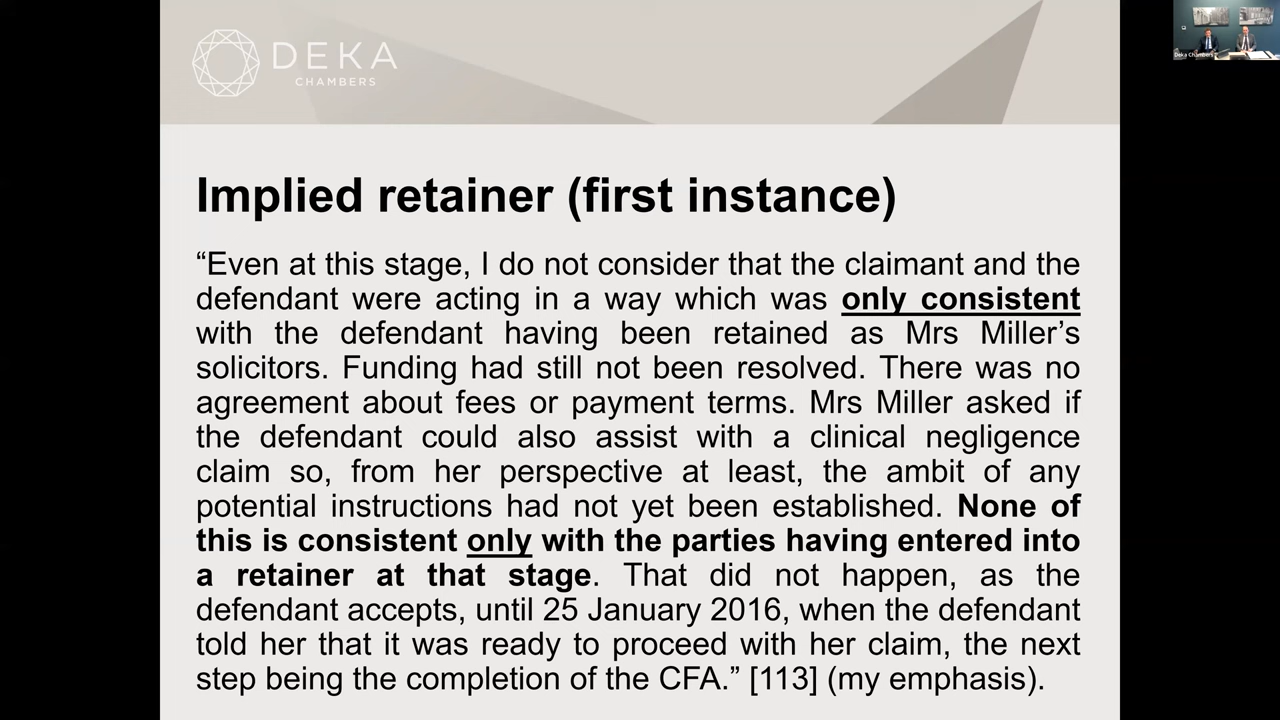 DEKA
CHAMBERS
Deka Chambers
Implied retainer (first instance)
“Even at this stage, I do not consider that the claimant and the
defendant were acting in a way which was only consistent
with the defendant having been retained as Mrs Miller’s
solicitors. Funding had still not been resolved. There was no
agreement about fees or payment terms. Mrs Miller asked if
the defendant could also assist with a clinical negligence
claim so, from her perspective at least, the ambit of any
potential instructions had not yet been established. None of
this is consistent only with the parties having entered into
a retainer at that stage. That did not happen, as the
defendant accepts, until 25 January 2016, when the defendant
told her that it was ready to proceed with her claim, the next
step being the completion of the CFA.” [113] (my emphasis).